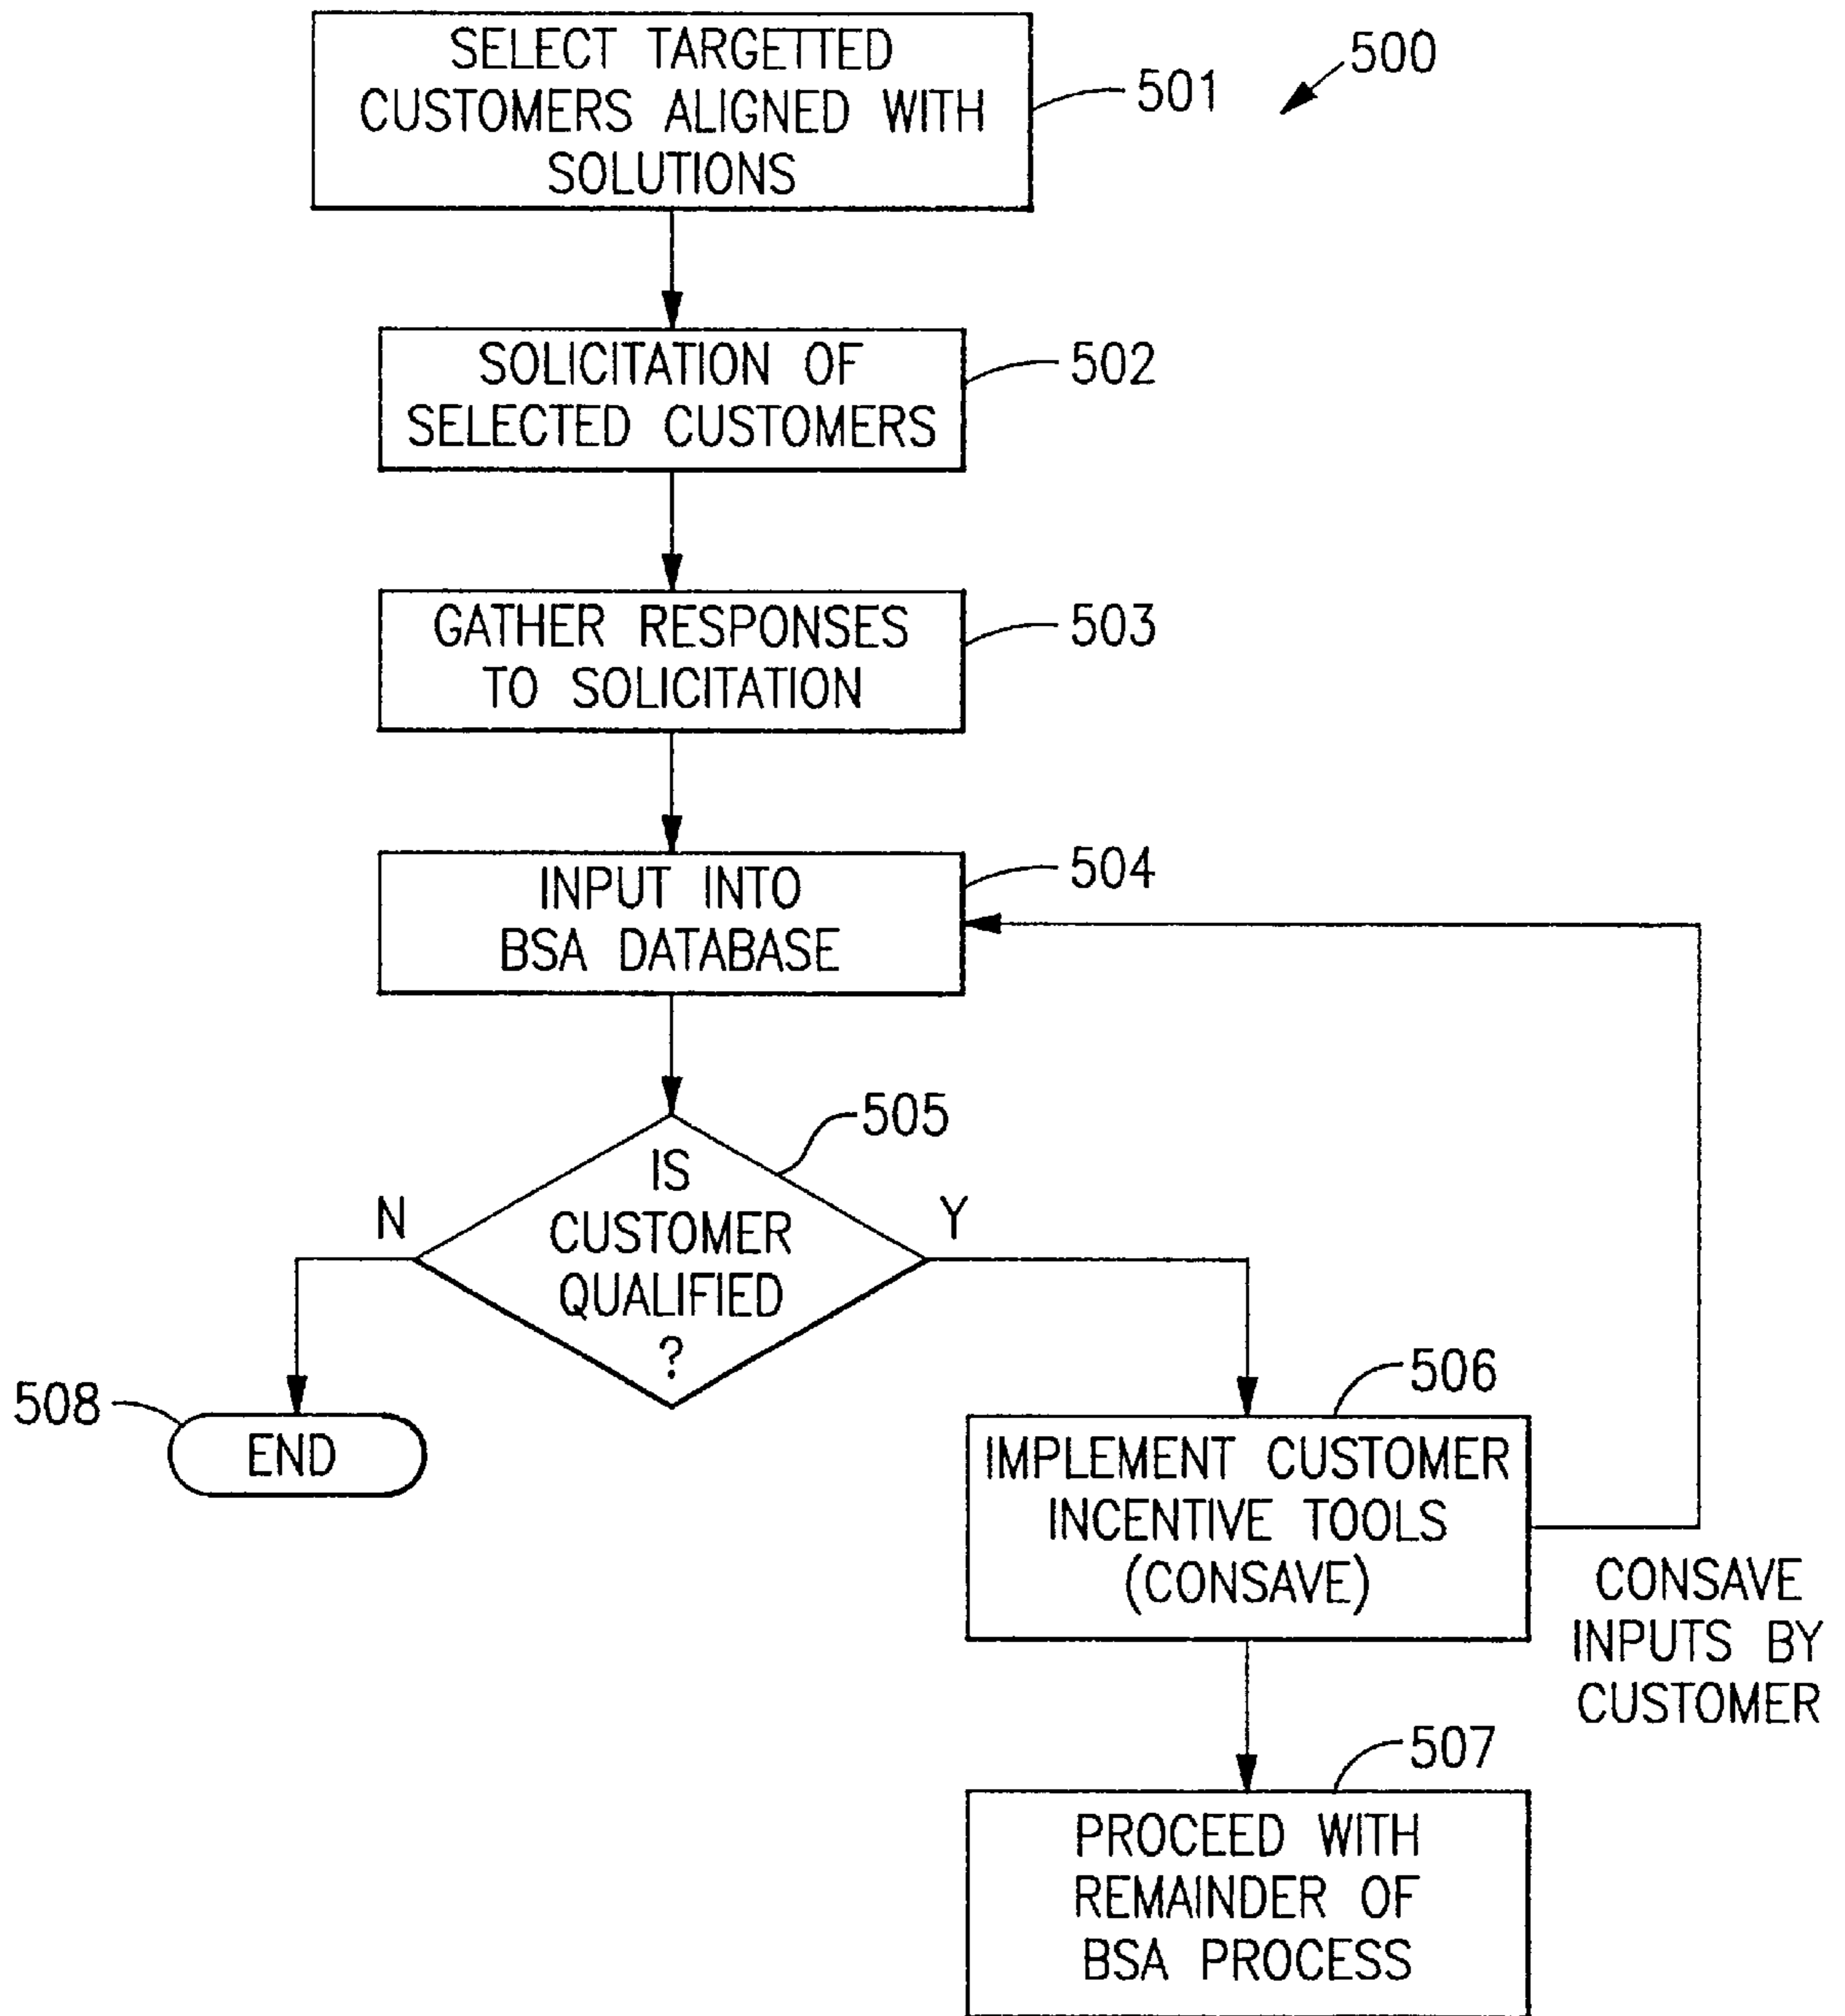 SELECT TARGETTED
CUSTOMERS ALIGNED WITH
SOLUTIONS
501
500
SOLICITATION OF
SELECTED CUSTOMERS
502
GATHER RESPONSES
TO SOLICITATION
503
INPUT INTO
BSA DATABASE
504
IS
CUSTOMER
QUALIFIED
?
505
N
Y
508
END
506
IMPLEMENT CUSTOMER
INCENTIVE TOOLS
(CONSAVE)
CONSAVE
INPUTS BY
CUSTOMER
507
PROCEED WITH
REMAINDER OF
BSA PROCESS